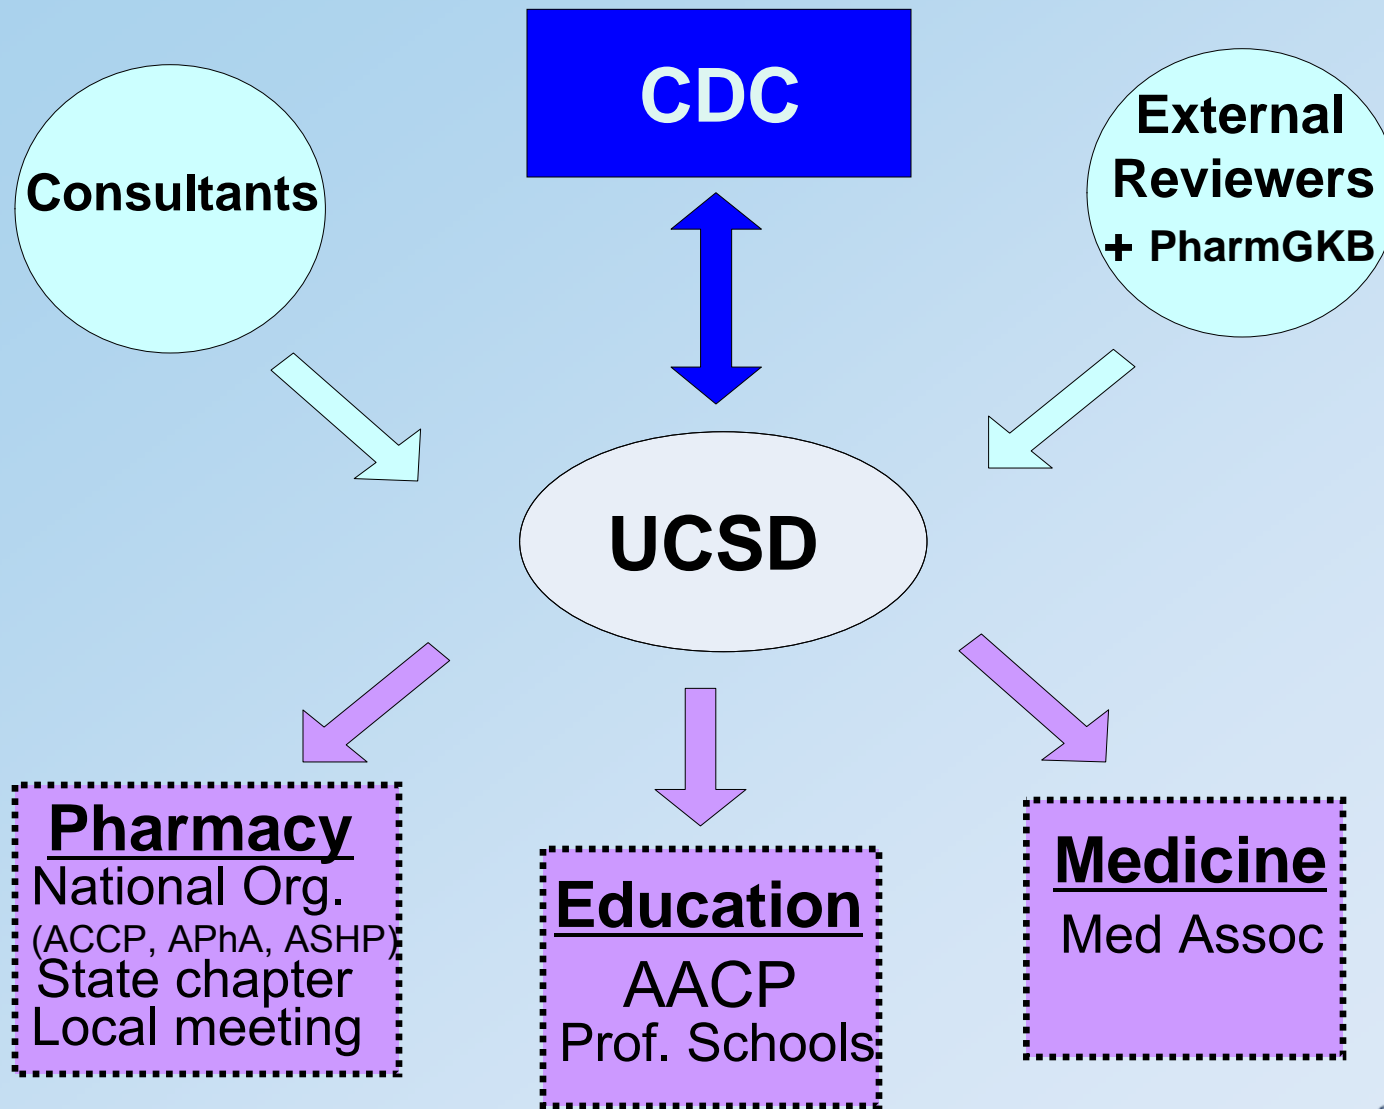 CDC
Consultants
External
Reviewers
+ PharmGKB
UCSD
Pharmacy
National Org.
(ACCP, APhA, ASHP)
State chapter
Local meeting
Education
AACP
Prof. Schools
Medicine
Med Assoc